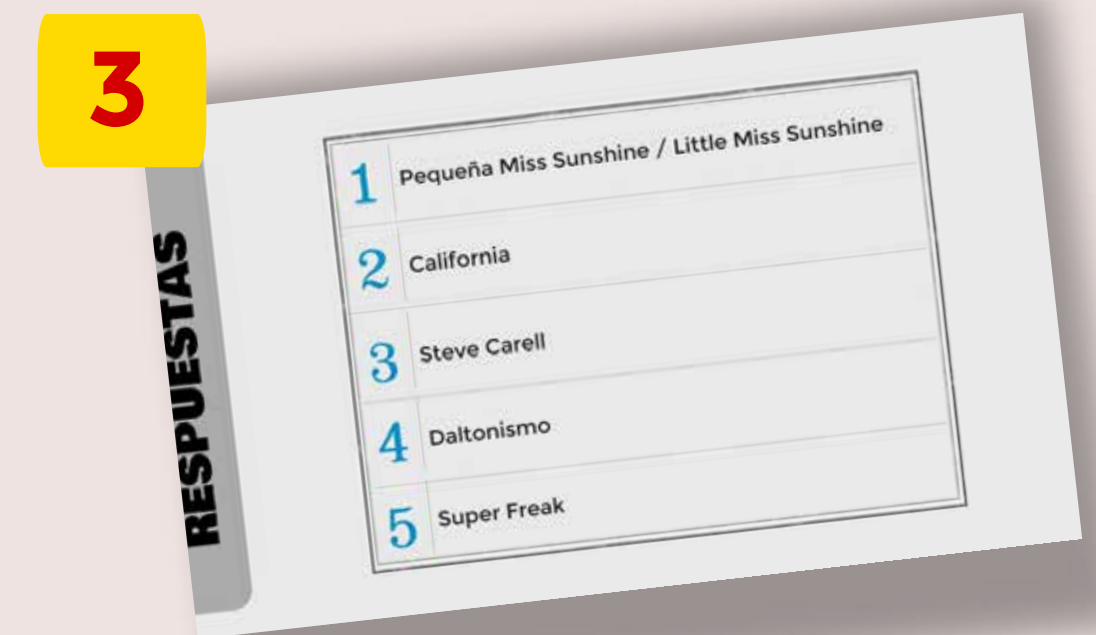 3
RESPUESTAS
1 Pequeña Miss Sunshine / Little Miss Sunshine
2 California
3 Steve Carell
4 Daltonismo
5 Super Freak